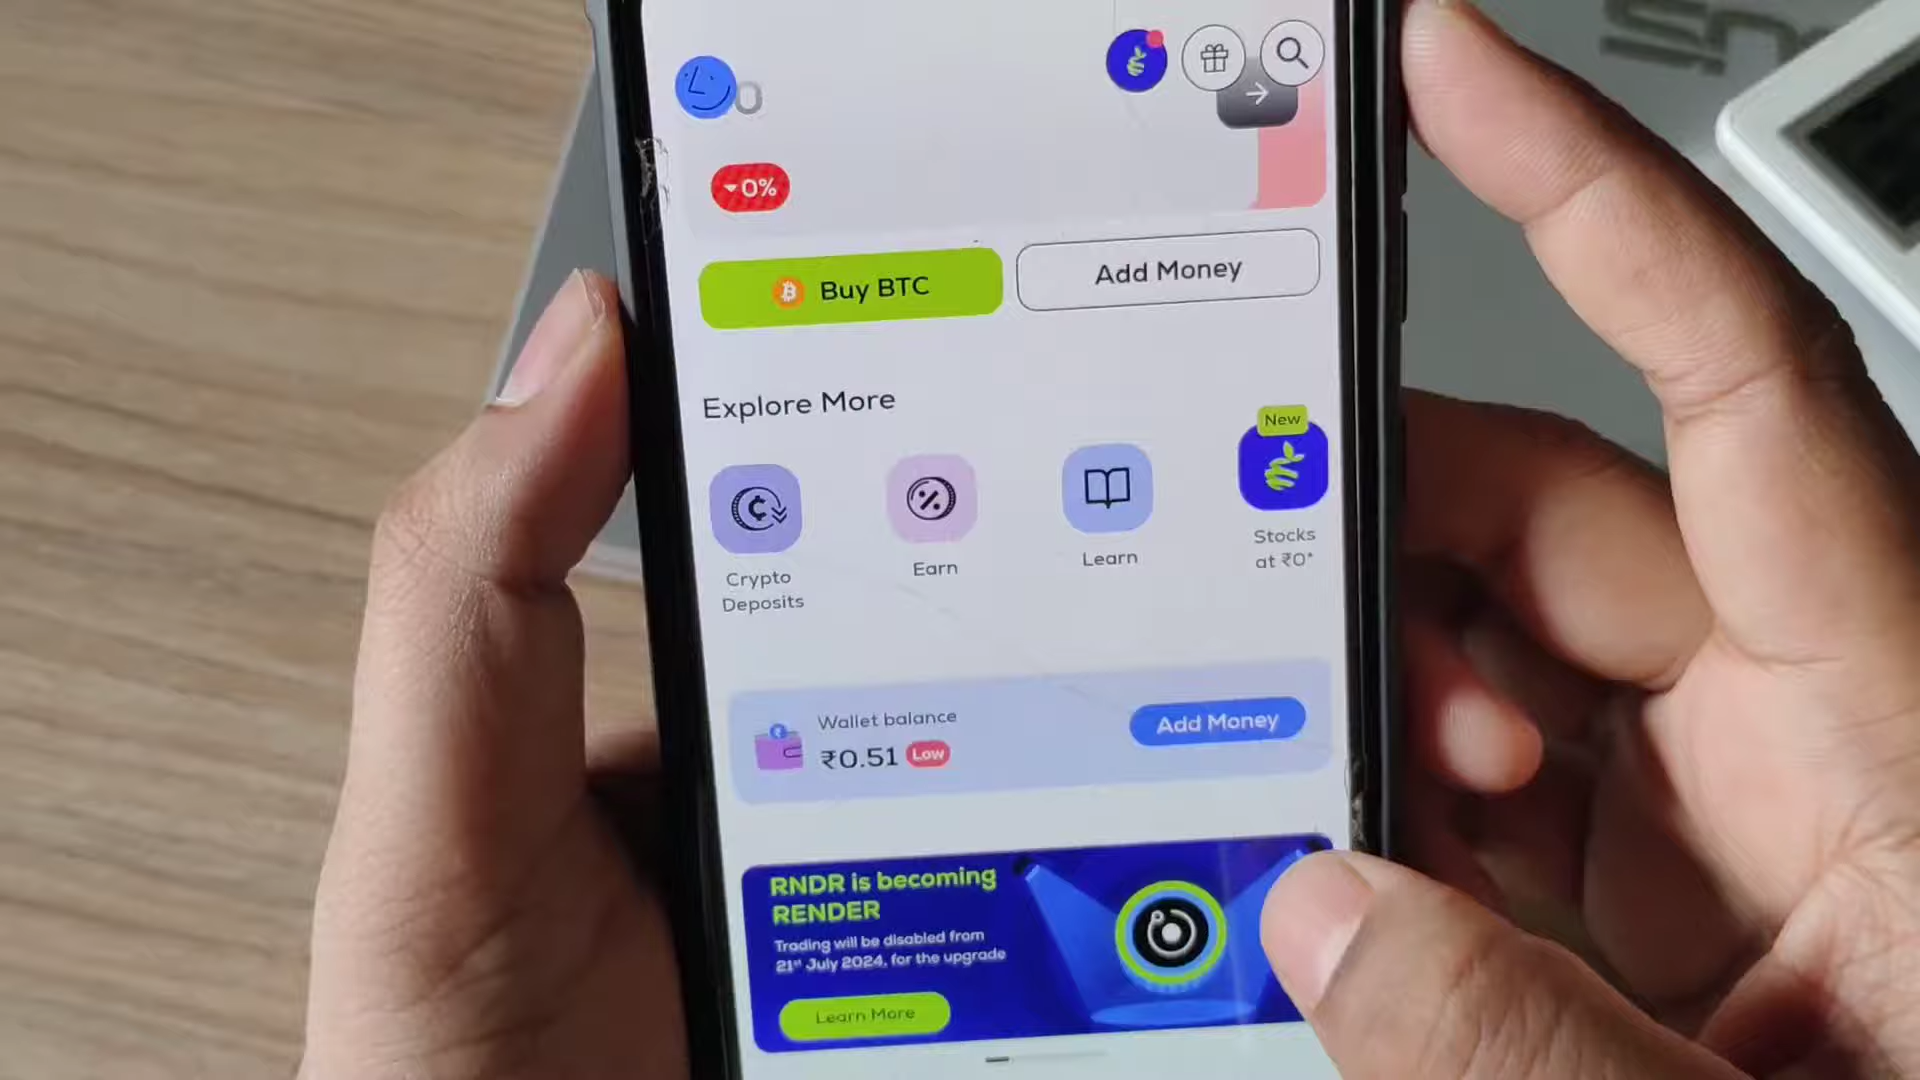 0
0%
Buy BTC
Add Money
Explore More
New
Crypto
Deposits
Earn
Learn
Stocks
at ₹0*
Wallet balance
₹0.51 Low
Add Money
RNDR is becoming
RENDER
Trading will be disabled from
21st July 2024, for the upgrade
Learn More